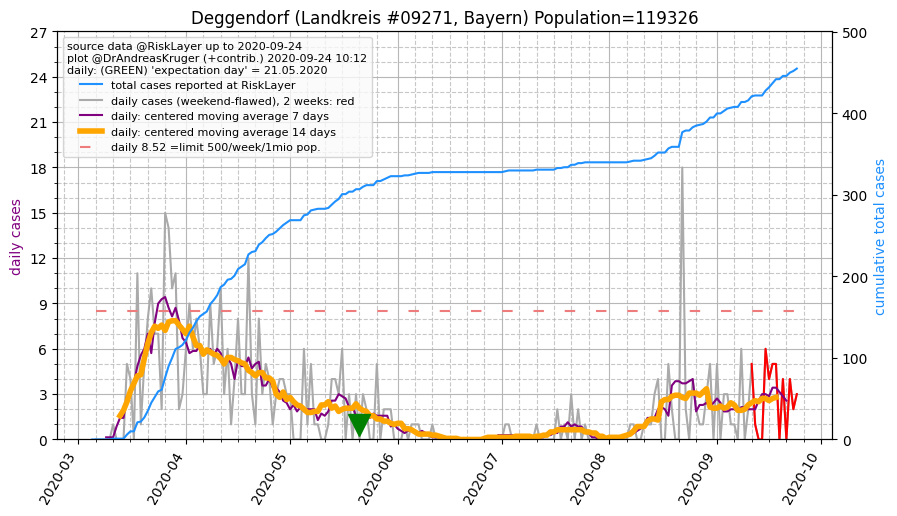 Deggendorf (Landkreis #09271, Bayern) Population=119326
source data @RiskLayer up to 2020-09-24
plot @DrAndreasKruger (+contrib.) 2020-09-24 10:12
daily: (GREEN) 'expectation day' = 21.05.2020
total cases reported at RiskLayer
daily cases (weekend-flawed), 2 weeks: red
daily: centered moving average 7 days
daily: centered moving average 14 days
daily 8.52 =limit 500/week/1mio pop.
daily cases
27
24
21
18
15
12
9
6
3
0
cumulative total cases
500
400
300
200
100
0
2020-03
2020-04
2020-05
2020-06
2020-07
2020-08
2020-09
2020-10